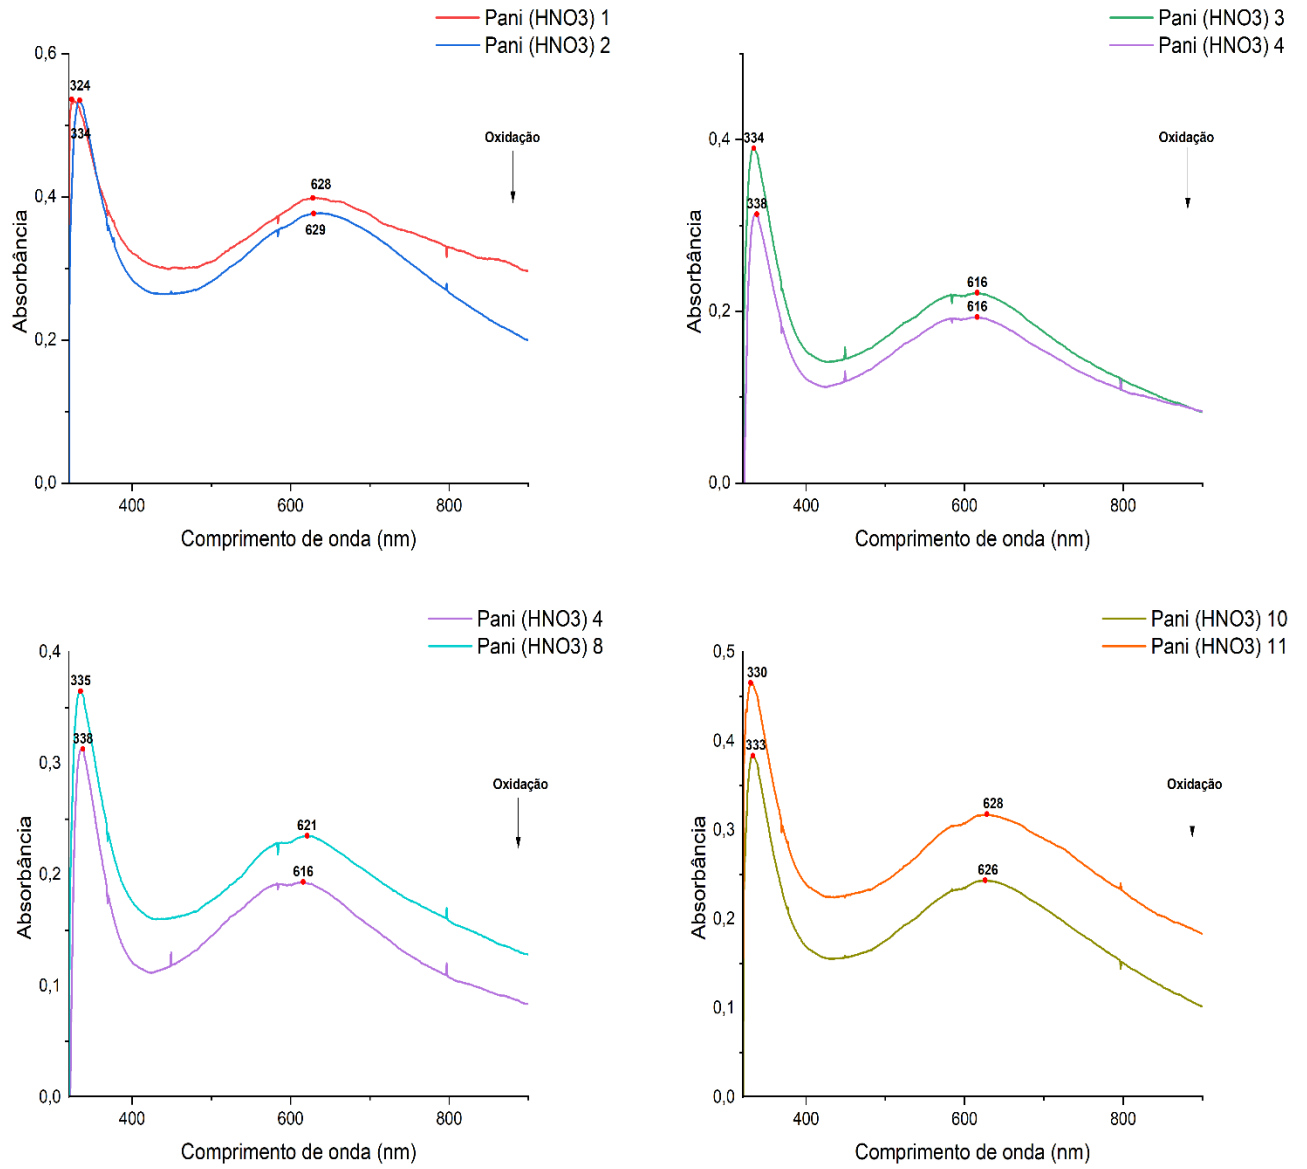 Pani (HNO3) 1
Pani (HNO3) 2
0,6
0,4
0,2
0,0
324
334
628
629
Oxidação
400
600
800
Absorbância
Comprimento de onda (nm)
Pani (HNO3) 3
Pani (HNO3) 4
0,4
0,2
0,0
334
338
616
616
Oxidação
400
600
800
Absorbância
Comprimento de onda (nm)
Pani (HNO3) 4
Pani (HNO3) 8
0,4
0,3
0,2
0,1
0,0
335
338
621
616
Oxidação
400
600
800
Absorbância
Comprimento de onda (nm)
Pani (HNO3) 10
Pani (HNO3) 11
0,5
0,4
0,3
0,2
0,1
0,0
330
333
628
626
Oxidação
400
600
800
Absorbância
Comprimento de onda (nm)